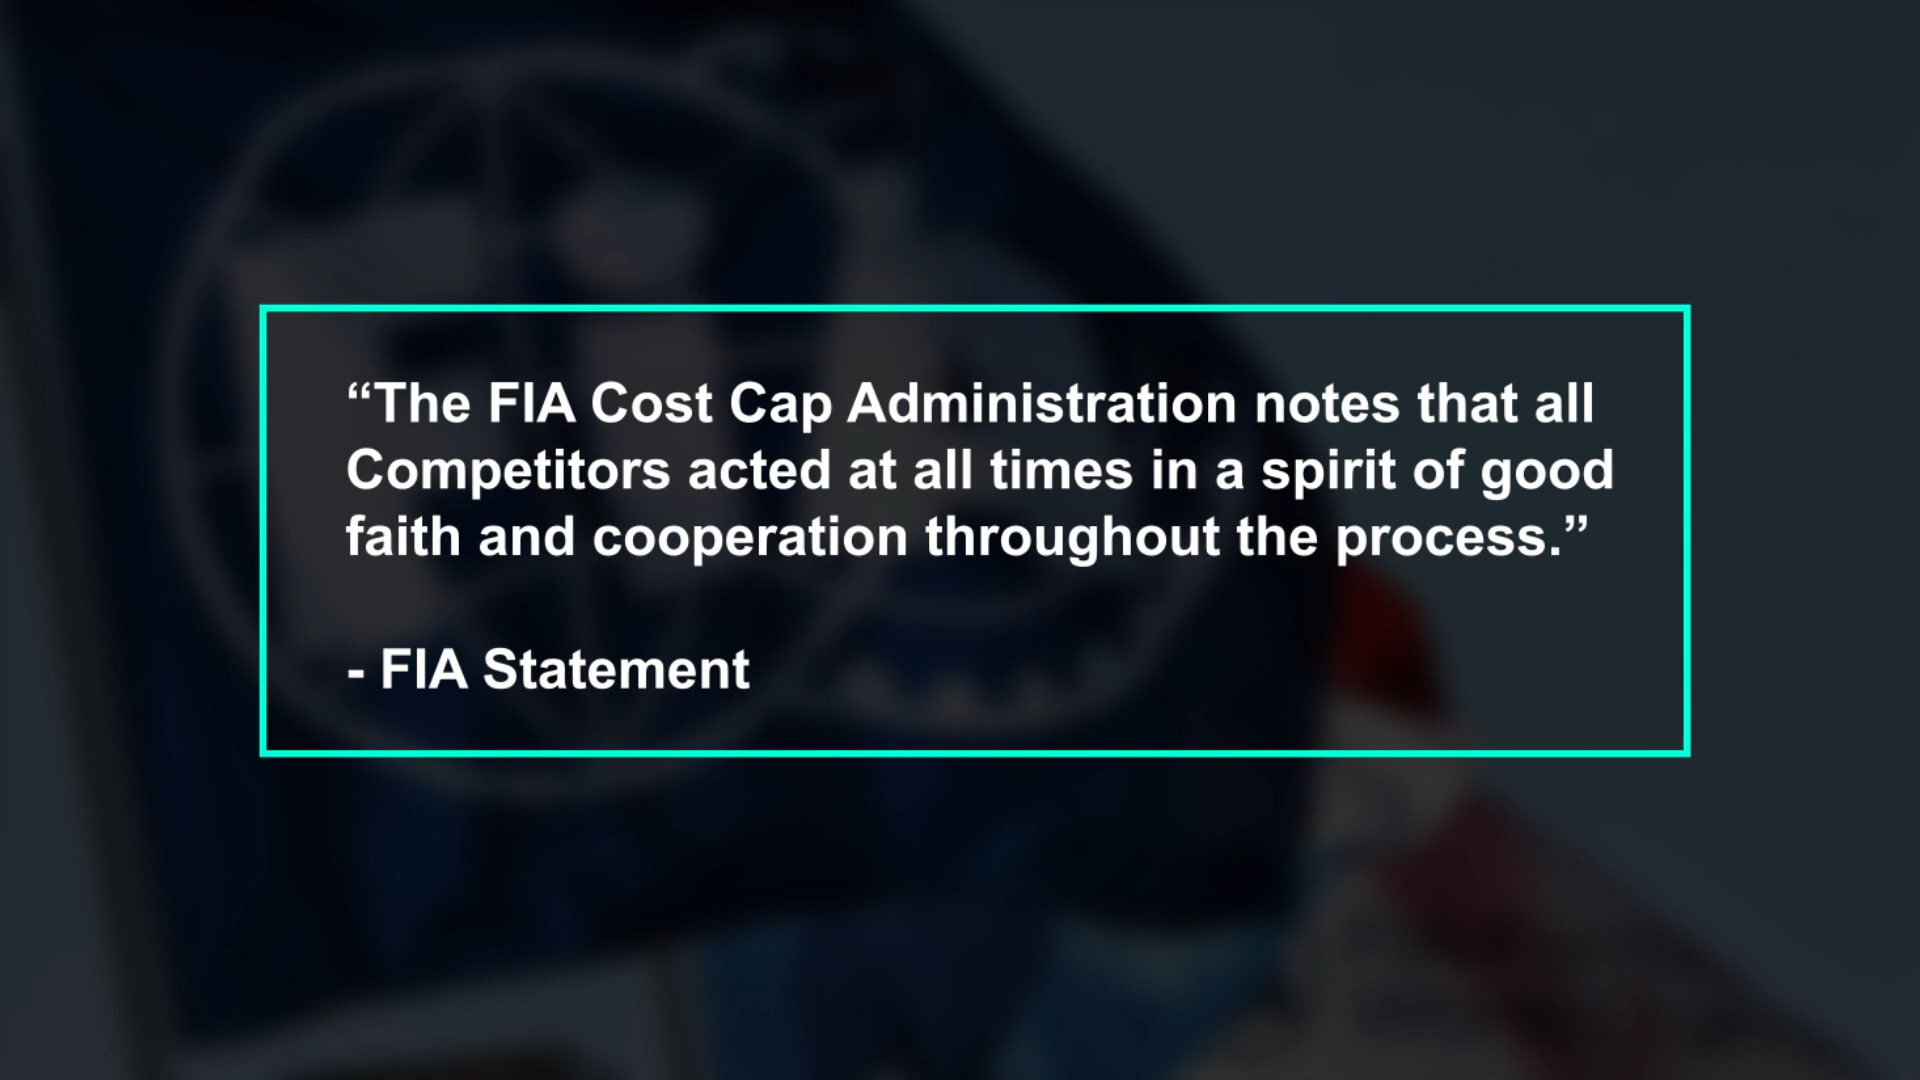 “The FIA Cost Cap Administration notes that all
Competitors acted at all times in a spirit of good
faith and cooperation throughout the process.”
- FIA Statement
FIA